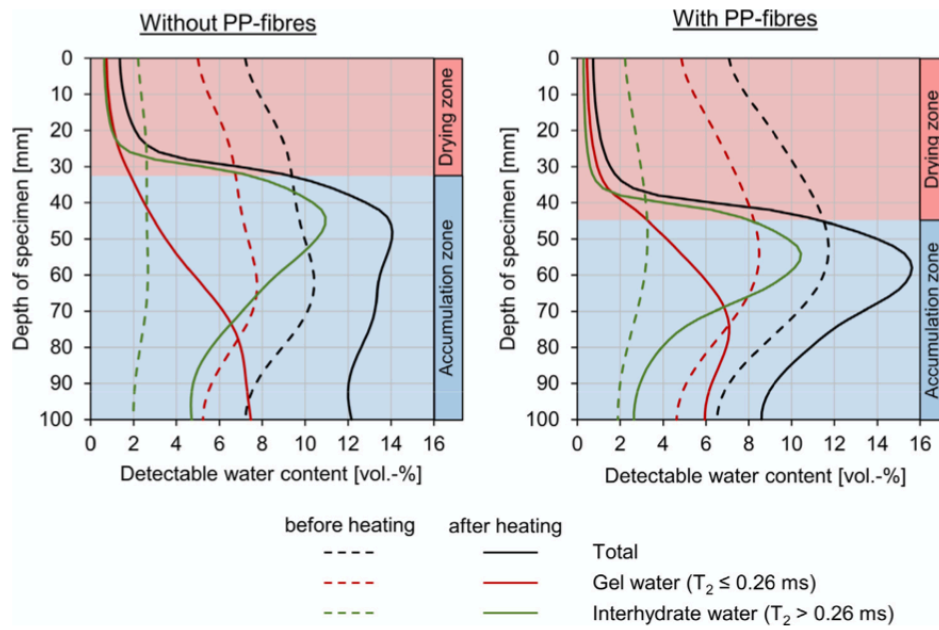 Without PP-fibres
With PP-fibres
0
10
20
30
40
50
60
70
80
90
100
Depth of specimen [mm]
Drying zone
Accumulation zone
0 2 4 6 8 10 12 14 16
Detectable water content [vol.-%]
0
10
20
30
40
50
60
70
80
90
100
Depth of specimen [mm]
Drying zone
Accumulation zone
0 2 4 6 8 10 12 14 16
Detectable water content [vol.-%]
before heating after heating
Total
Gel water (T₂ ≤ 0.26 ms)
Interhydrate water (T₂ > 0.26 ms)